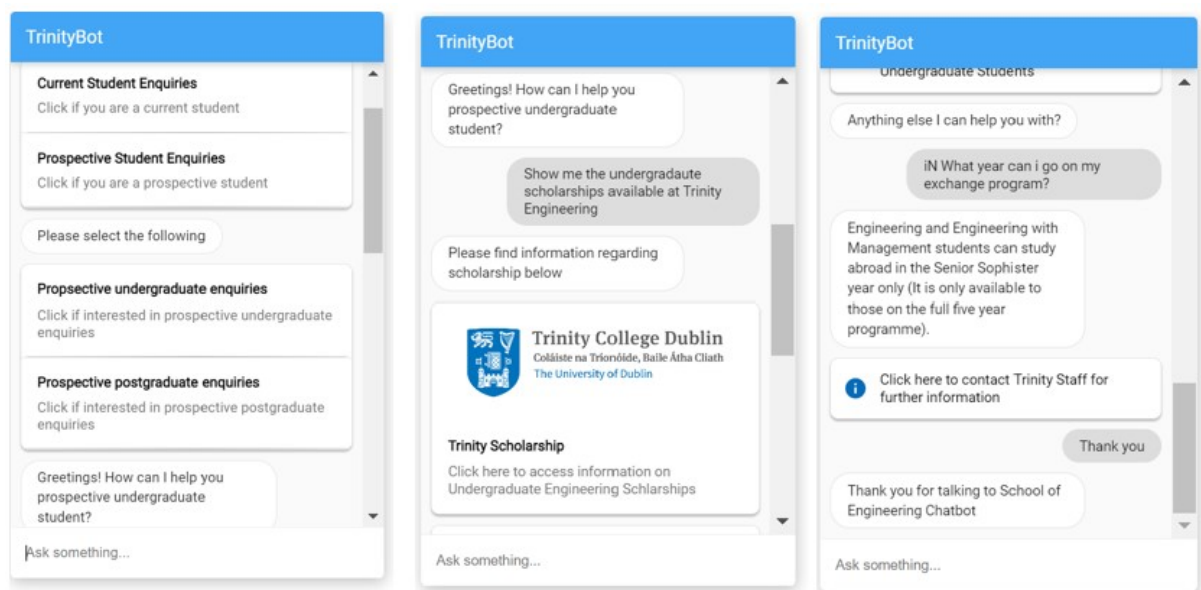 TrinityBot
Current Student Enquiries
Click if you are a current student
Prospective Student Enquiries
Click if you are a prospective student
Please select the following
Propsective undergraduate enquiries
Click if interested in prospective undergraduate
enquiries
Prospective postgraduate enquiries
Click if interested in prospective postgraduate
enquiries
Greetings! How can I help you
prospective undergraduate
student?
Ask something...
TrinityBot
Greetings! How can I help you
prospective undergraduate
student?
Show me the undergradaute
scholarships available at Trinity
Engineering
Please find information regarding
scholarship below
Trinity College Dublin
Coláiste na Tríonóide, Baile Átha Cliath
The University of Dublin
Trinity Scholarship
Click here to access information on
Undergraduate Engineering Schlarships
Ask something...
TrinityBot
Undergraduate Students
Anything else I can help you with?
iN What year can i go on my
exchange program?
Engineering and Engineering with
Management students can study
abroad in the Senior Sophister
year only (It is only available to
those on the full five year
programme).
Click here to contact Trinity Staff for
further information
Thank you
Thank you for talking to School of
Engineering Chatbot
Ask something...